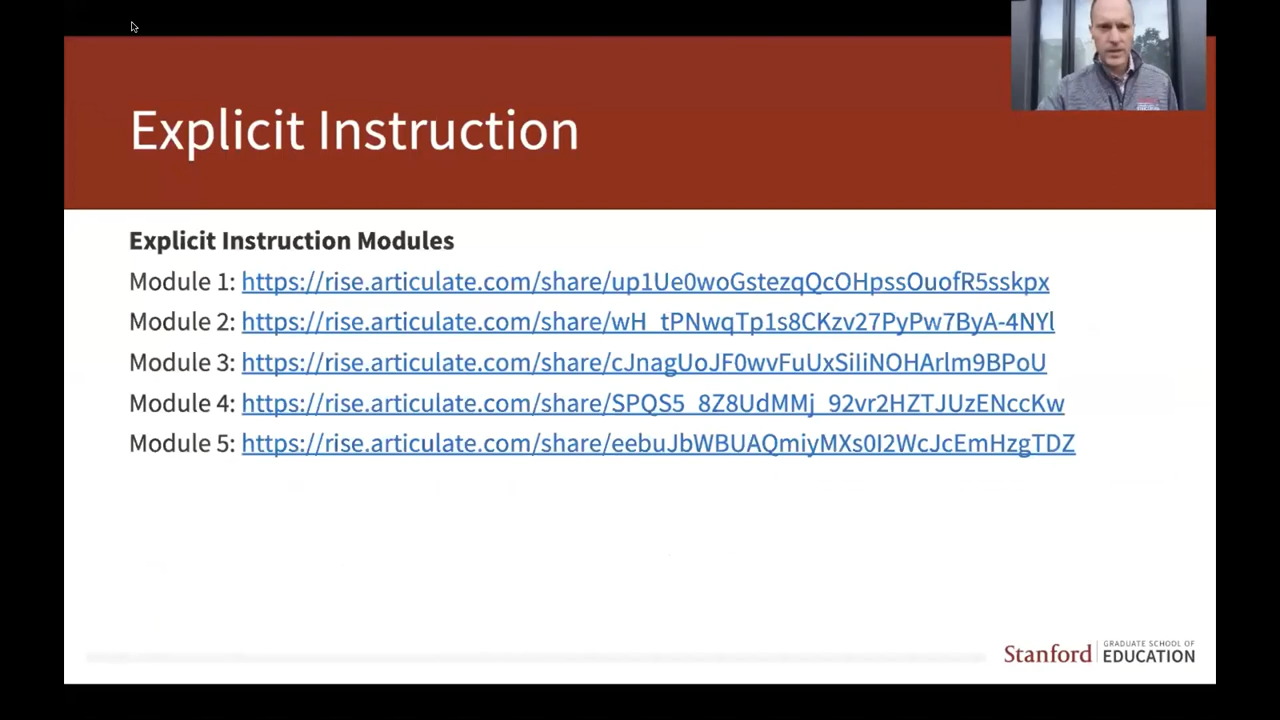 Explicit Instruction
Explicit Instruction Modules
Module 1: https://rise.articulate.com/share/up1Ue0woGstezqQcOHpssOuofR5sskpx
Module 2: https://rise.articulate.com/share/wH_tPNwqTp1s8CKzv27PyPw7ByA-4NYl
Module 3: https://rise.articulate.com/share/cJnagUoJF0wvFuUxSiIiNOHArlm9BPoU
Module 4: https://rise.articulate.com/share/SPQS5_8Z8UdMMj_92vr2HZTJUzENccKw
Module 5: https://rise.articulate.com/share/eebuJbWBUAQmiyMXs0I2WcJcEmHzgTDZ
Stanford
GRADUATE SCHOOL OF
EDUCATION